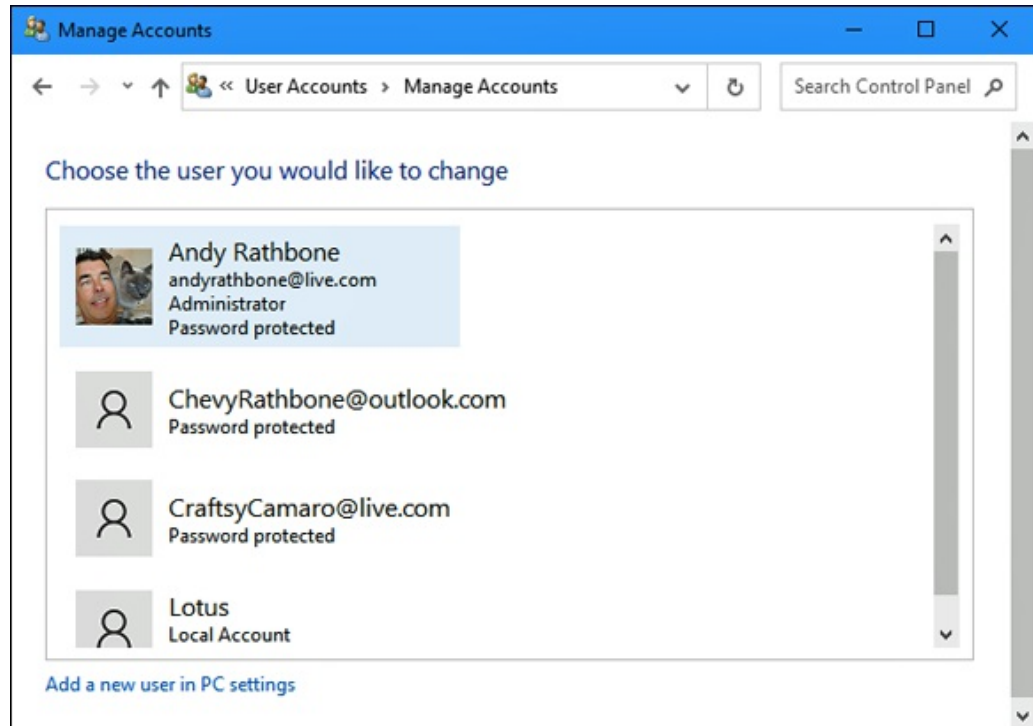 Manage Accounts
« User Accounts > Manage Accounts
Search Control Panel
Choose the user you would like to change
Andy Rathbone
andyrathbone@live.com
Administrator
Password protected
ChevyRathbone@outlook.com
Password protected
CraftsyCamaro@live.com
Password protected
Lotus
Local Account
Add a new user in PC settings